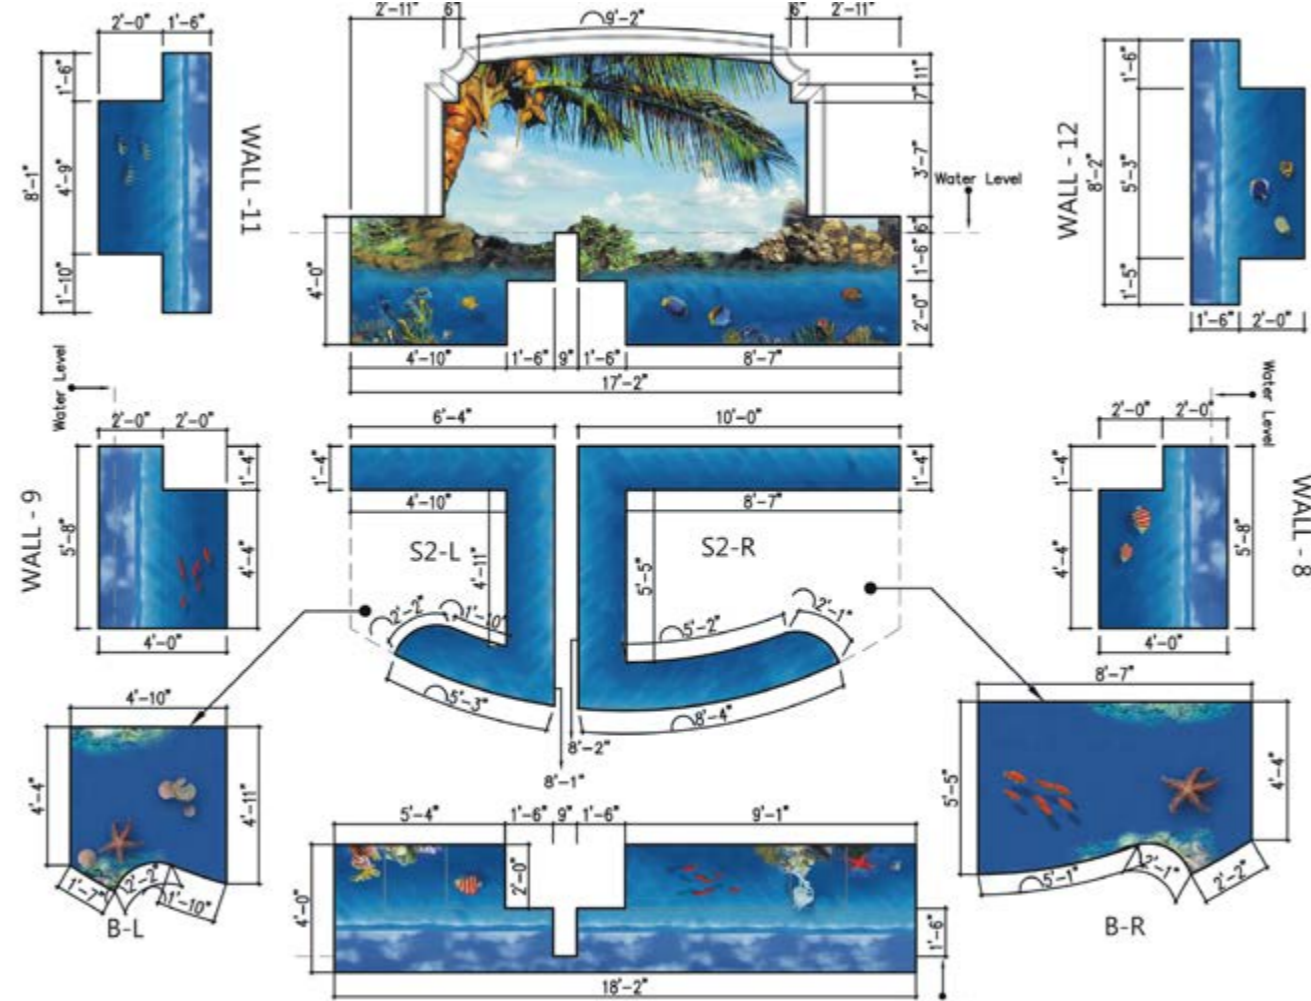 2'-11" 6" 9'-2" 6" 2'-11"
2'-0" 1'-6"
1'-6"
4'-9"
1'-10"
8'-1"
WALL -11
11"
7"
3'-7"
6"
1'-6"
2'-0"
Water Level
4'-0"
4'-10" 1'-6" 9" 1'-6" 8'-7"
17'-2"
WALL - 12
8'-2"
1'-6"
5'-3"
1'-5"
1'-6" 2'-0"
Water Level
2'-0" 2'-0"
1'-4"
4'-4"
5'-8"
4'-0"
WALL - 9
6'-4" 10'-0"
1'-4" 1'-4"
4'-10" 8'-7"
S2-L S2-R
4'-11" 5'-5"
2'-2" 1'-10" 5'-2" 2'-1"
5'-3" 8'-4"
8'-2"
8'-1"
Water Level
2'-0" 2'-0"
1'-4"
4'-4"
5'-8"
4'-0"
WALL - 8
4'-10"
4'-4" 4'-11"
1'-7" 2'-2" 1'-10"
B-L
5'-4" 1'-6" 9" 1'-6" 9'-1"
2'-0"
4'-0"
1'-6"
18'-2"
8'-7"
5'-5" 4'-4"
5'-1" 2'-1" 2'-2"
B-R